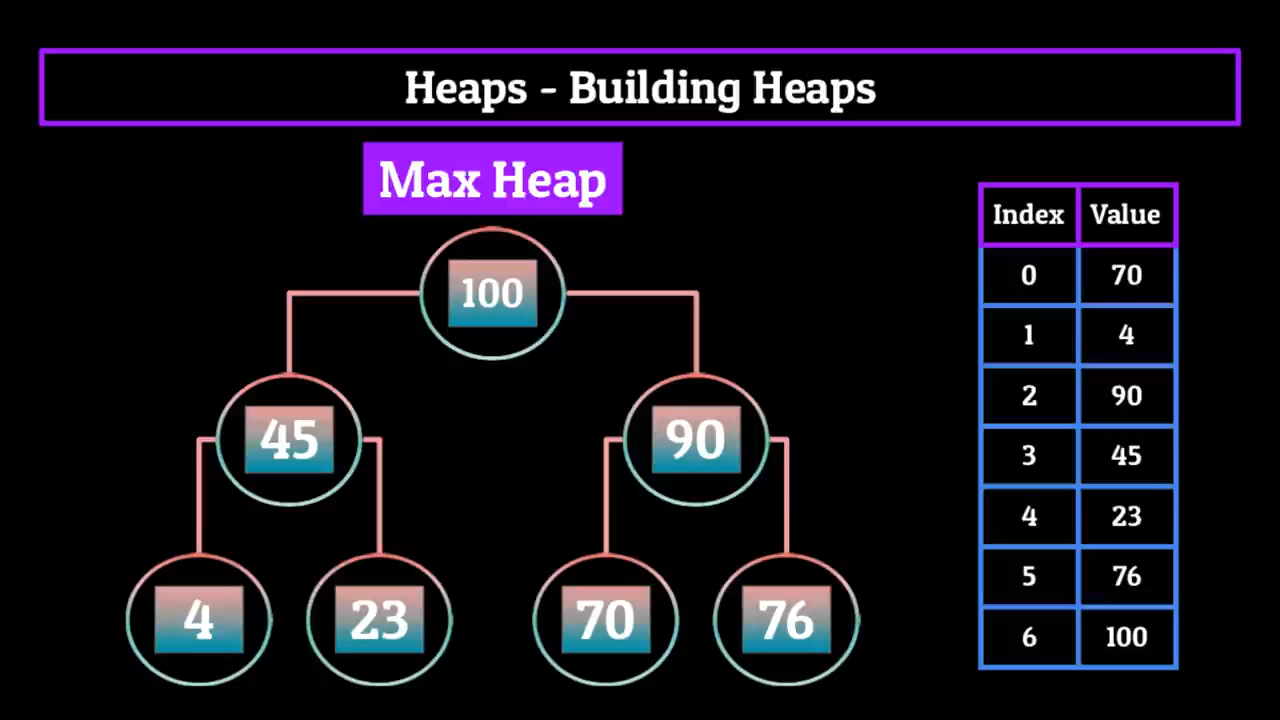 Heaps - Building Heaps
Max Heap
100
45 90
4 23 70 76
Index Value
0 70
1 4
2 90
3 45
4 23
5 76
6 100